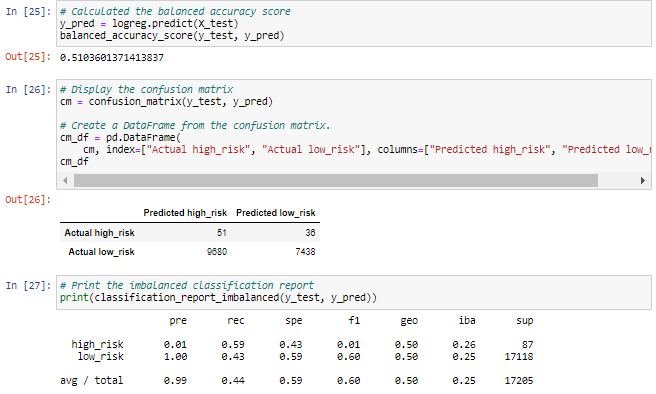 In [25]: # Calculated the balanced accuracy score
y_pred = logreg.predict(X_test)
balanced_accuracy_score(y_test, y_pred)
Out[25]: 0.5103601371413837
In [26]: # Display the confusion matrix
cm = confusion_matrix(y_test, y_pred)
# Create a DataFrame from the confusion matrix.
cm_df = pd.DataFrame(
cm, index=["Actual high_risk", "Actual low_risk"], columns=["Predicted high_risk", "Predicted low_r
cm_df
Out[26]:
Predicted high_risk Predicted low_risk
Actual high_risk 51 36
Actual low_risk 9680 7438
In [27]: # Print the imbalanced classification report
print(classification_report_imbalanced(y_test, y_pred))
pre rec spe f1 geo iba sup
high_risk 0.01 0.59 0.43 0.01 0.50 0.26 87
low_risk 1.00 0.43 0.59 0.60 0.50 0.25 17118
avg / total 0.99 0.44 0.59 0.60 0.50 0.25 17205